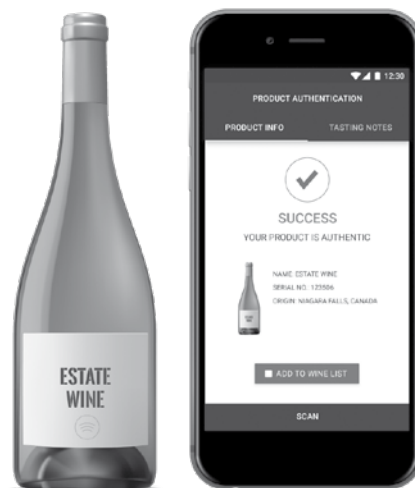 ESTATE
WINE
12:30
PRODUCT AUTHENTICATION
PRODUCT INFO
TASTING NOTES
SUCCESS
YOUR PRODUCT IS AUTHENTIC
NAME: ESTATE WINE
SERIAL NO.: 123506
ORIGIN: NIAGARA FALLS, CANADA
ADD TO WINE LIST
SCAN